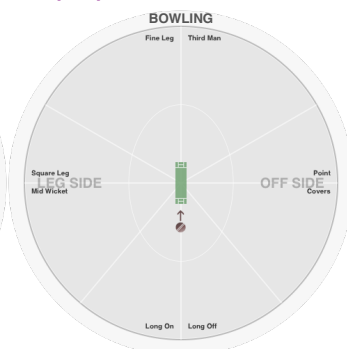 BOWLING
Fine Leg
Third Man
Square Leg
Point
LEG SIDE
OFF SIDE
Mid Wicket
Covers
Long On
Long Off